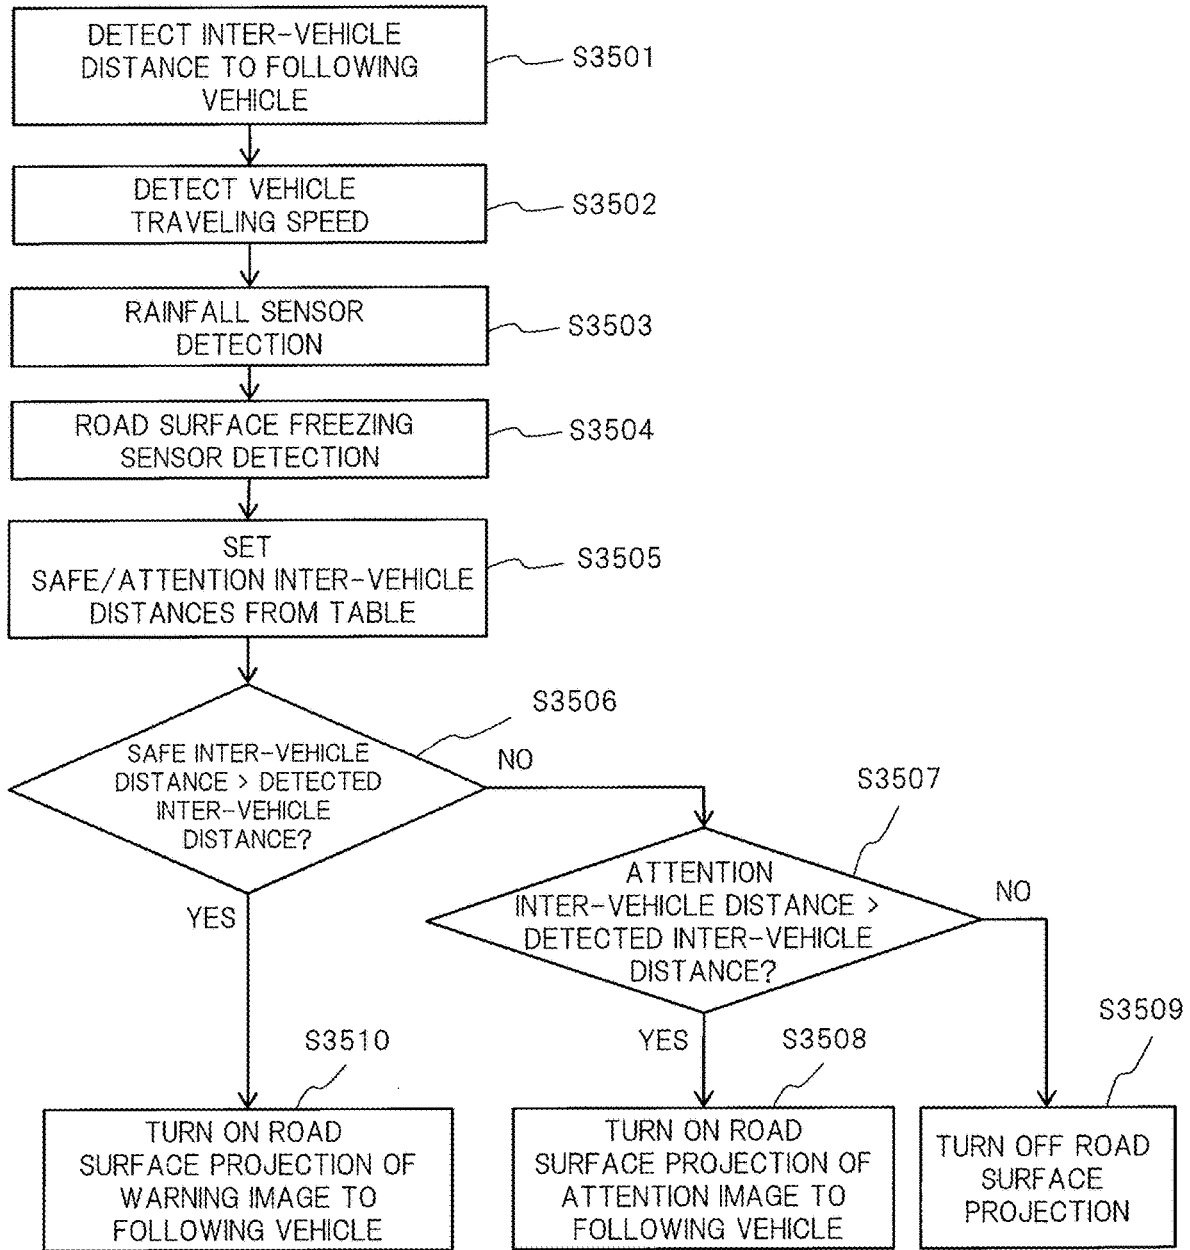 DETECT INTER-VEHICLE
DISTANCE TO FOLLOWING
VEHICLE
S3501
DETECT VEHICLE
TRAVELING SPEED
S3502
RAINFALL SENSOR
DETECTION
S3503
ROAD SURFACE FREEZING
SENSOR DETECTION
S3504
SET
SAFE/ATTENTION INTER-VEHICLE
DISTANCES FROM TABLE
S3505
SAFE INTER-VEHICLE
DISTANCE > DETECTED
INTER-VEHICLE
DISTANCE?
S3506
NO
YES
ATTENTION
INTER-VEHICLE DISTANCE >
DETECTED INTER-VEHICLE
DISTANCE?
S3507
NO
YES
S3510
TURN ON ROAD
SURFACE PROJECTION OF
WARNING IMAGE TO
FOLLOWING VEHICLE
S3508
TURN ON ROAD
SURFACE PROJECTION OF
ATTENTION IMAGE TO
FOLLOWING VEHICLE
S3509
TURN OFF ROAD
SURFACE
PROJECTION